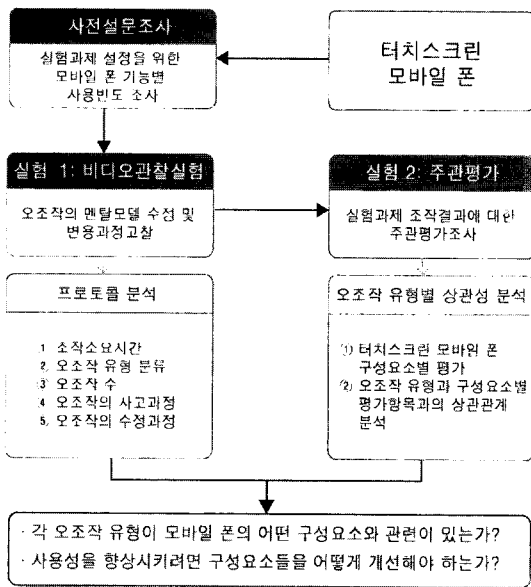 사전설문조사
실험과제 설정을 위한
모바일 폰 기능별
사용빈도 조사
터치스크린
모바일 폰
실험 1: 비디오관찰실험
오조작의 멘탈모델 수정 및
변용과정고찰
실험 2: 주관평가
실험과제 조작결과에 대한
주관평가조사
프로토콜 분석
1 조작소요시간
2. 오조작 유형 분류
3. 오조작 수
4 오조작의 사고과정
5. 오조작의 수정과정
오조작 유형별 상관성 분석
① 터치스크린 모바일 폰
구성요소별 평가
② 오조작 유형과 구성요소별
평가항목과의 상관관계
분석
· 각 오조작 유형이 모바일 폰의 어떤 구성요소와 관련이 있는가?
· 사용성을 향상시키려면 구성요소들을 어떻게 개선해야 하는가?